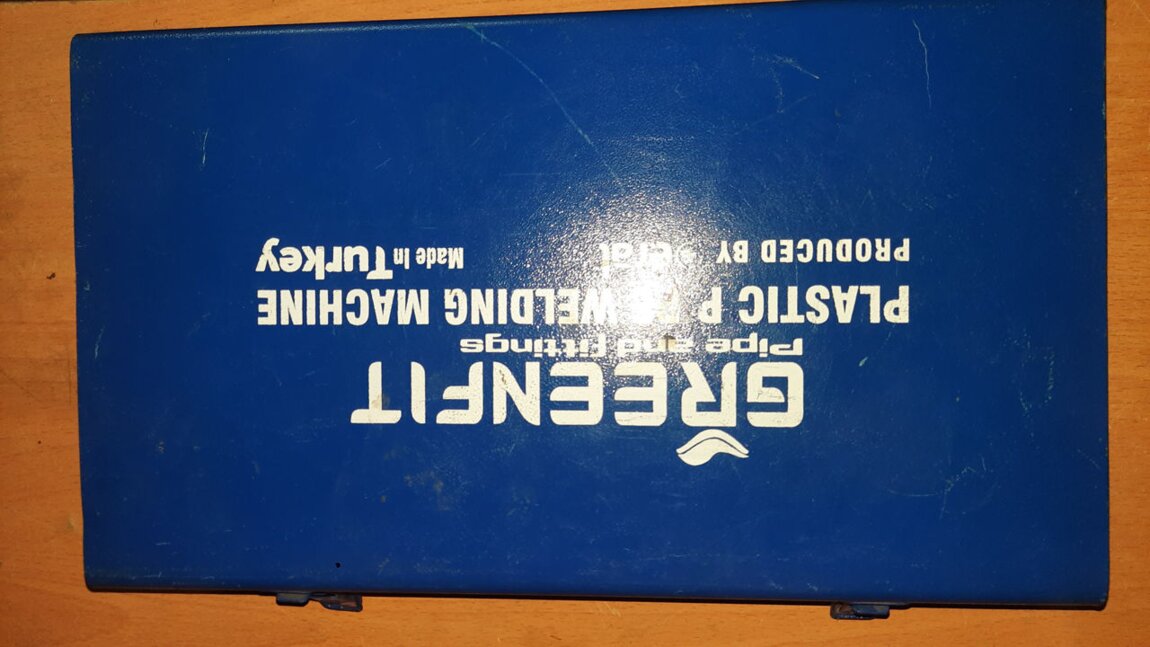 GREENFIT
Pipe and fittings
PLASTIC WELDING MACHINE
PRODUCED BY Made In Turkey